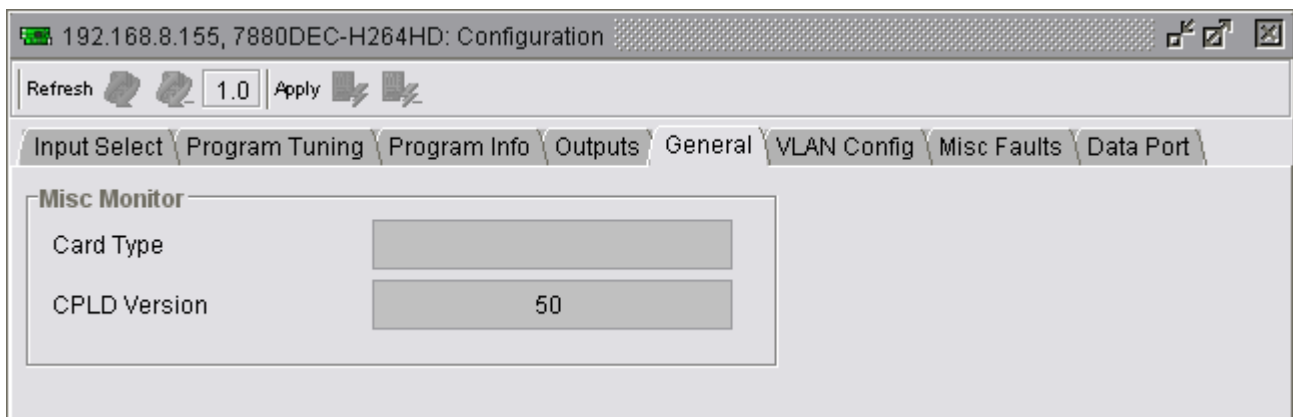 192.168.8.155, 7880DEC-H264HD: Configuration
Refresh 1.0 Apply
Input Select Program Tuning Program Info Outputs General VLAN Config Misc Faults Data Port
Misc Monitor
Card Type
CPLD Version 50